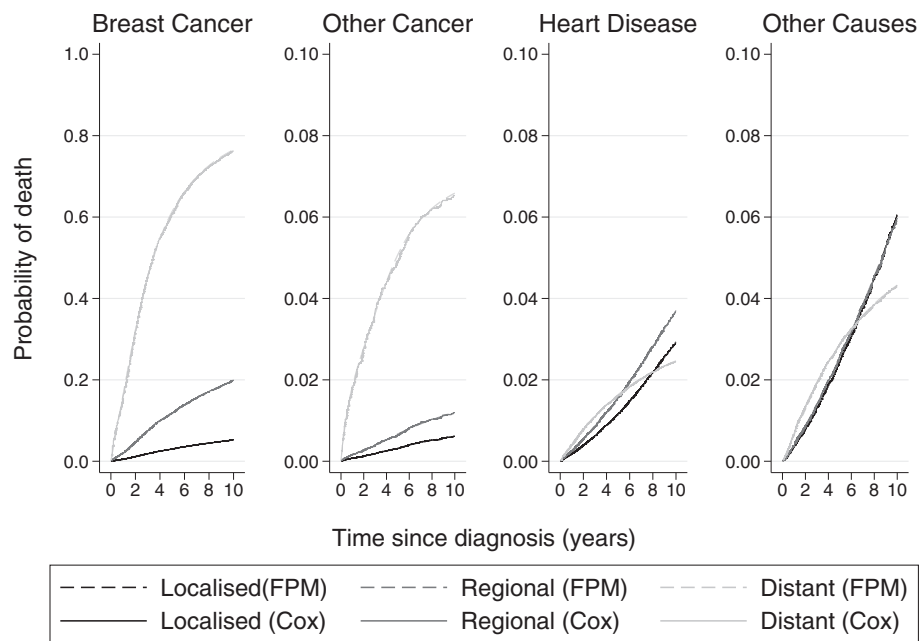 Breast Cancer Other Cancer Heart Disease Other Causes
1.0 0.10 0.10 0.10
0.8 0.08 0.08 0.08
0.6 0.06 0.06 0.06
0.4 0.04 0.04 0.04
0.2 0.02 0.02 0.02
0.0 0.00 0.00 0.00
0 2 4 6 8 10 0 2 4 6 8 10 0 2 4 6 8 10 0 2 4 6 8 10
Probability of death
Time since diagnosis (years)
Localised(FPM) Regional (FPM) Distant (FPM)
Localised (Cox) Regional (Cox) Distant (Cox)